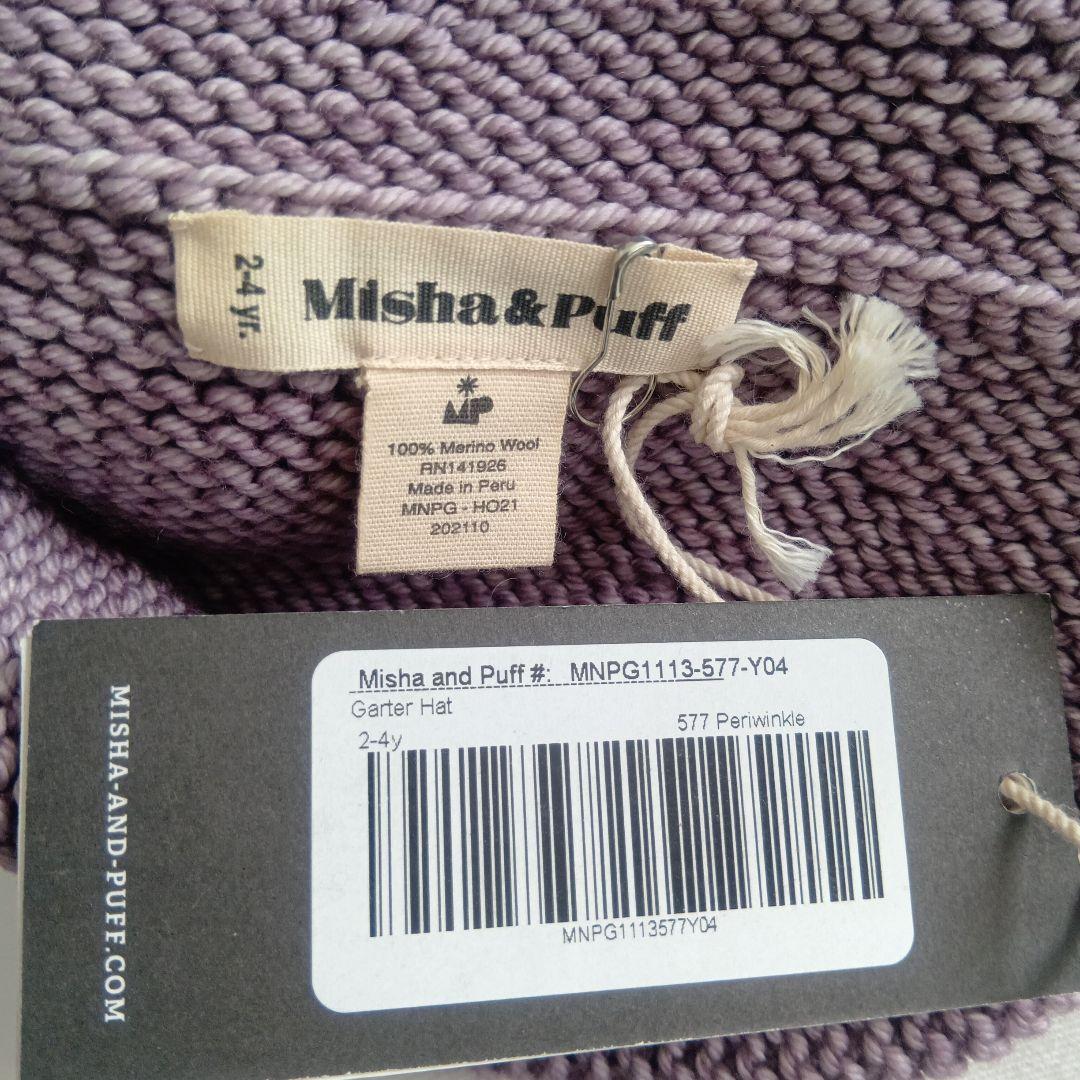 2-4 yr.
Misha&Puff
MP
100% Merino Wool
RN141926
Made in Peru
MNPG - HO21
202110
Misha and Puff #: MNPG1113-577-Y04
Garter Hat
2-4y 577 Periwinkle
MNPG1113577Y04
MISHA-AND-PUFF.COM